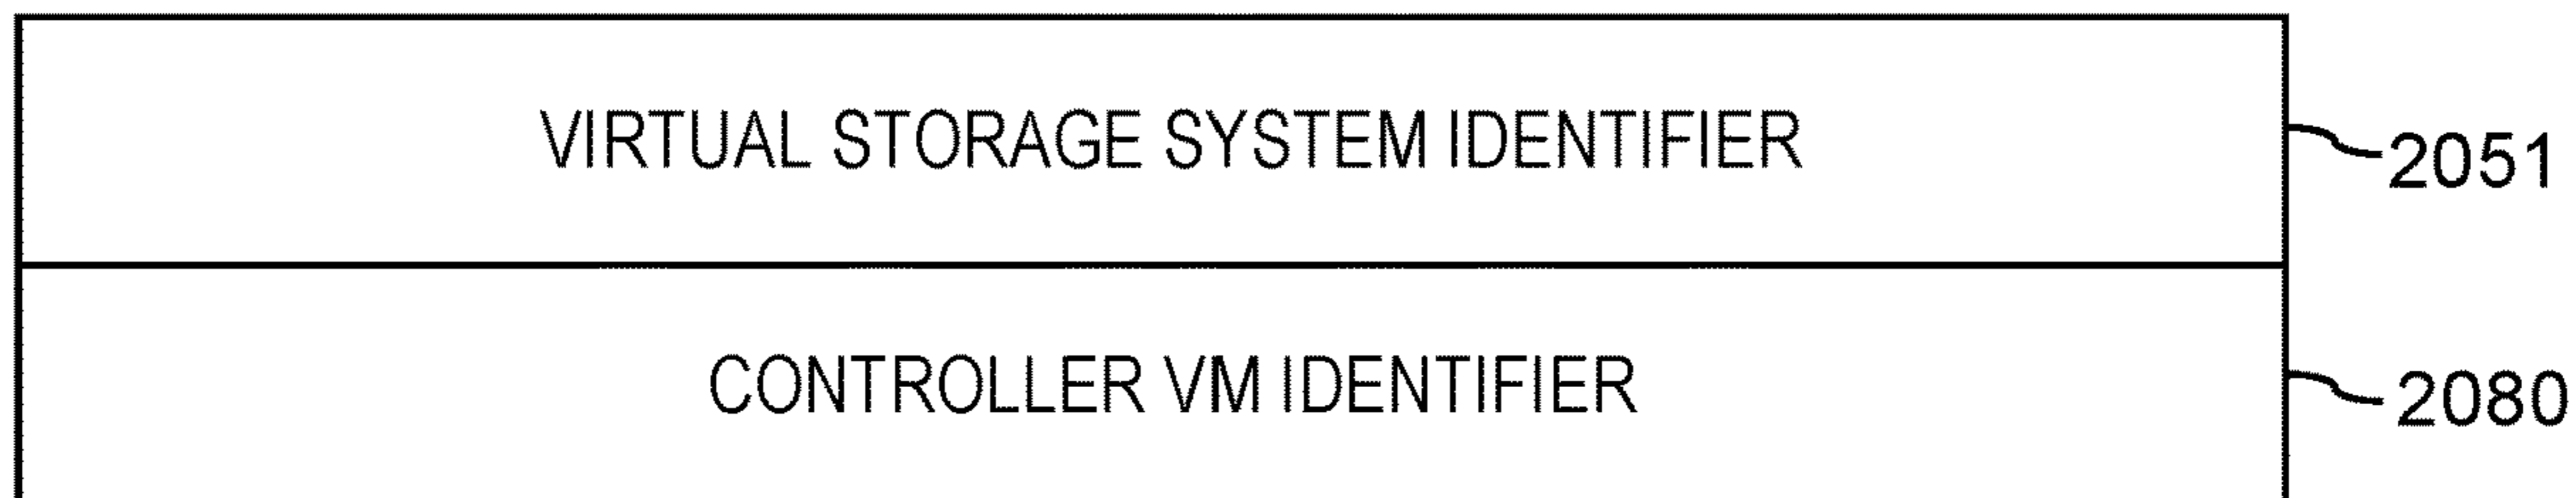 VIRTUAL STORAGE SYSTEM IDENTIFIER 2051
CONTROLLER VM IDENTIFIER 2080